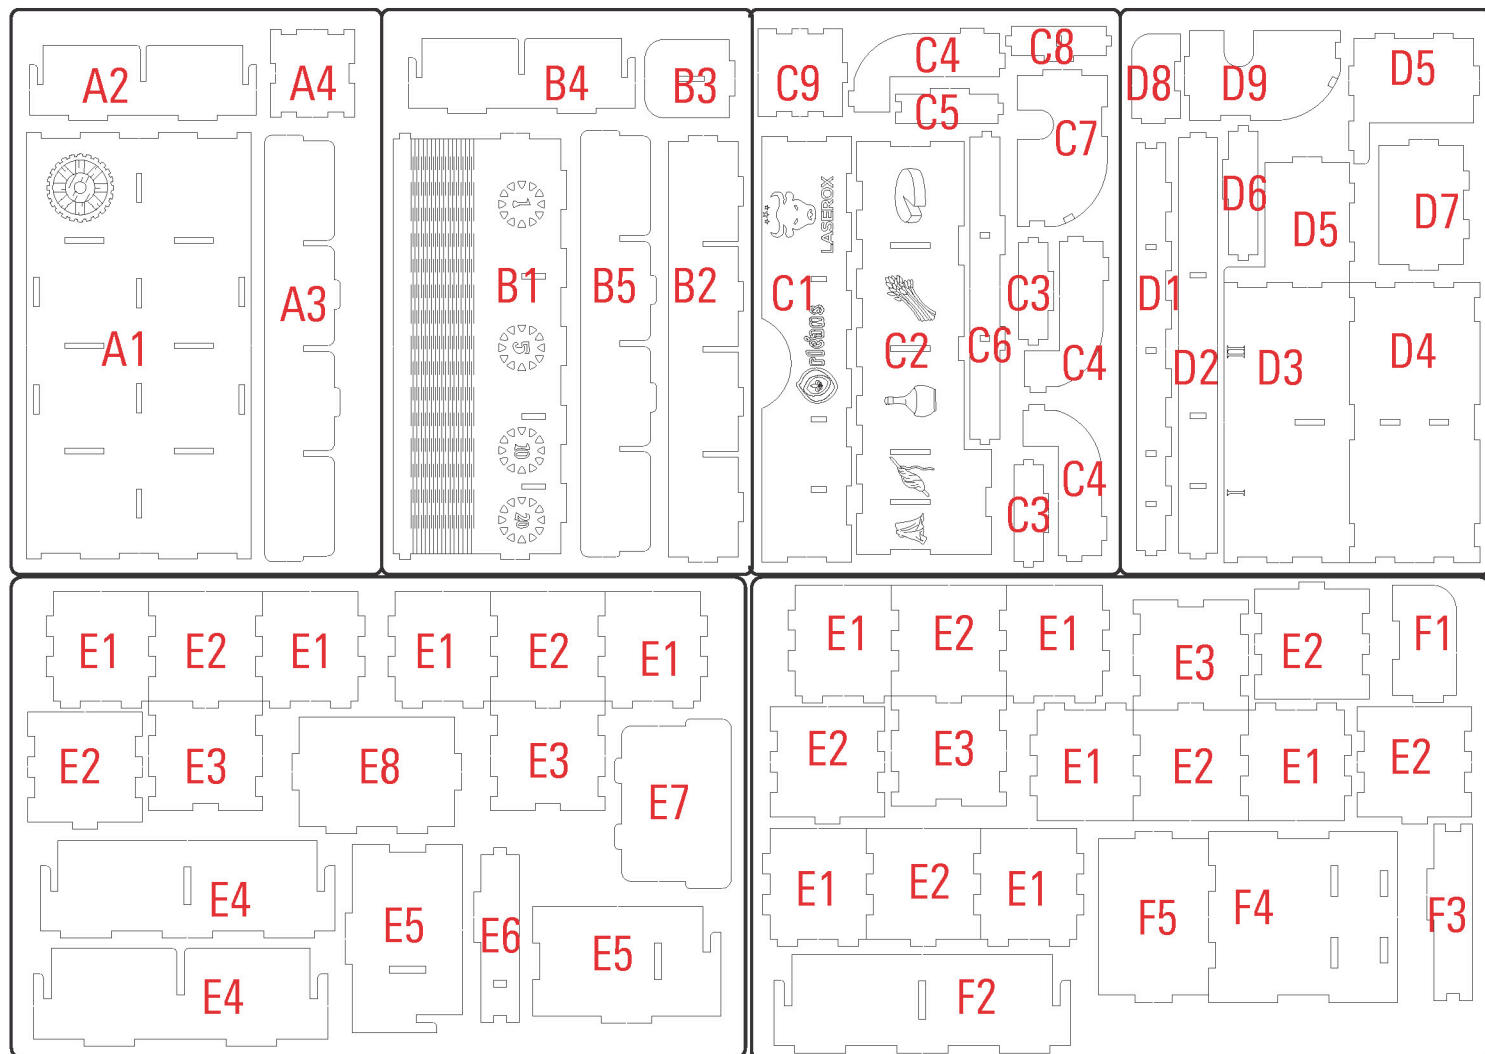 A2
A4
A1
A3
B4
B3
B1
1
5
10
20
B5
B2
C9
C4
C8
C5
C7
C1
LASEROX
Orléans
C2
C6
C3
C4
C3
C4
D8
D9
D5
D6
D5
D7
D1
D2
D3
D4
E1
E2
E1
E1
E2
E1
E2
E3
E8
E3
E7
E4
E5
E6
E5
E4
E1
E2
E1
E3
E2
F1
E2
E3
E1
E2
E1
E2
E1
E2
E1
F5
F4
F3
F2